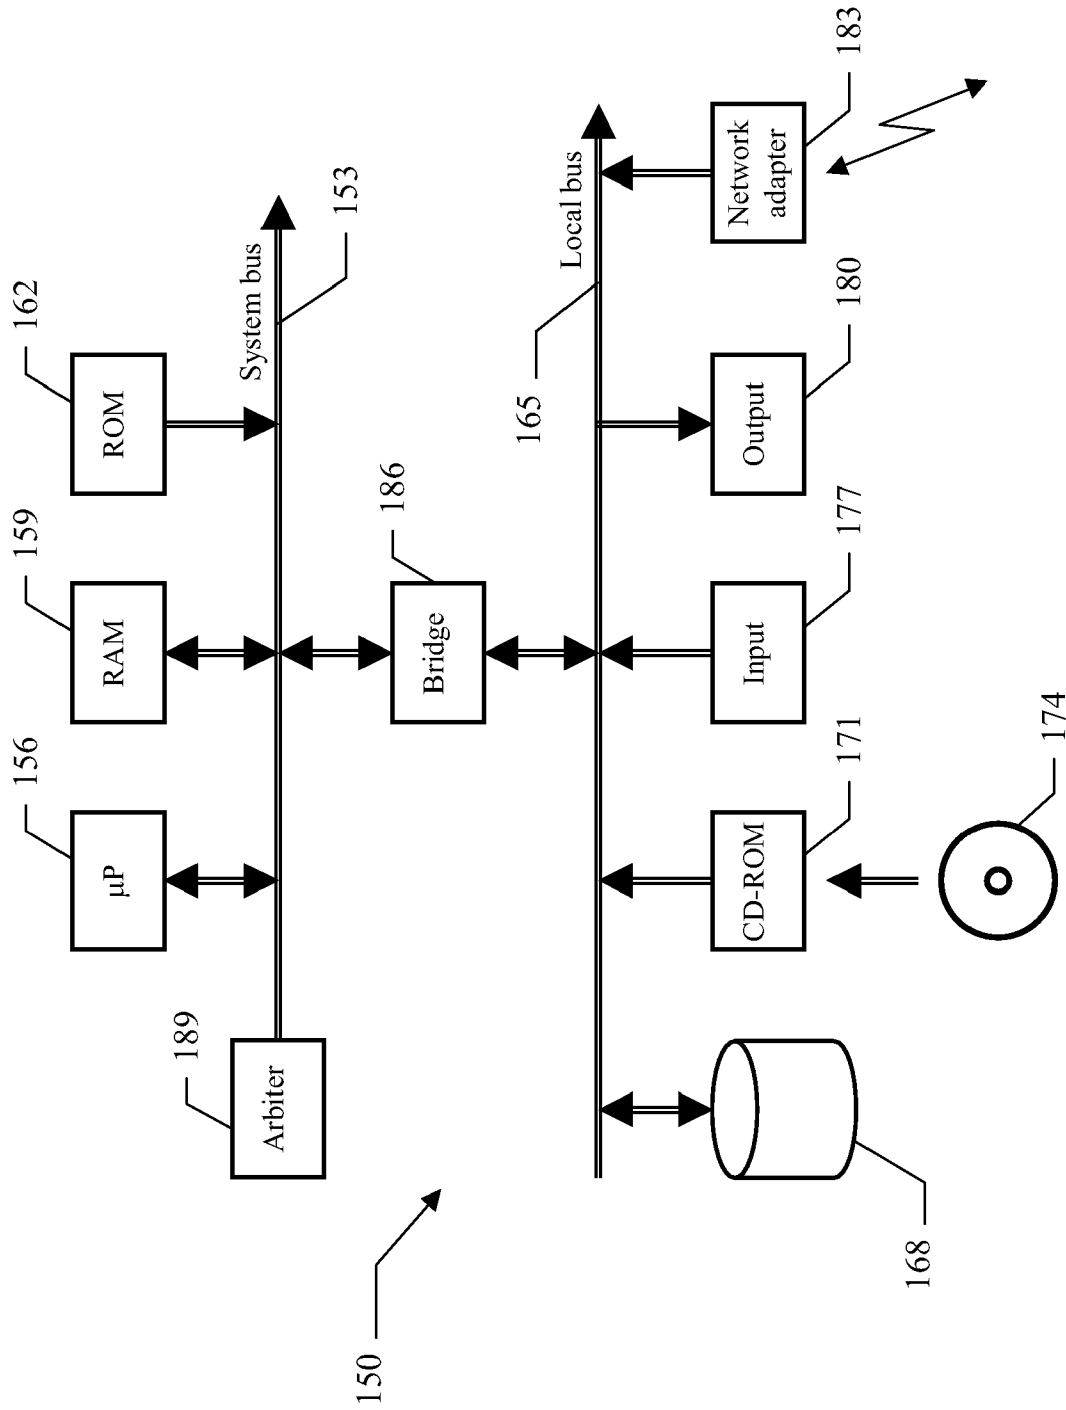 150
189
Arbiter
156
µP
159
RAM
162
ROM
System bus
153
186
Bridge
165
Local bus
168
CD-ROM
171
174
Input
177
Output
180
Network
adapter
183